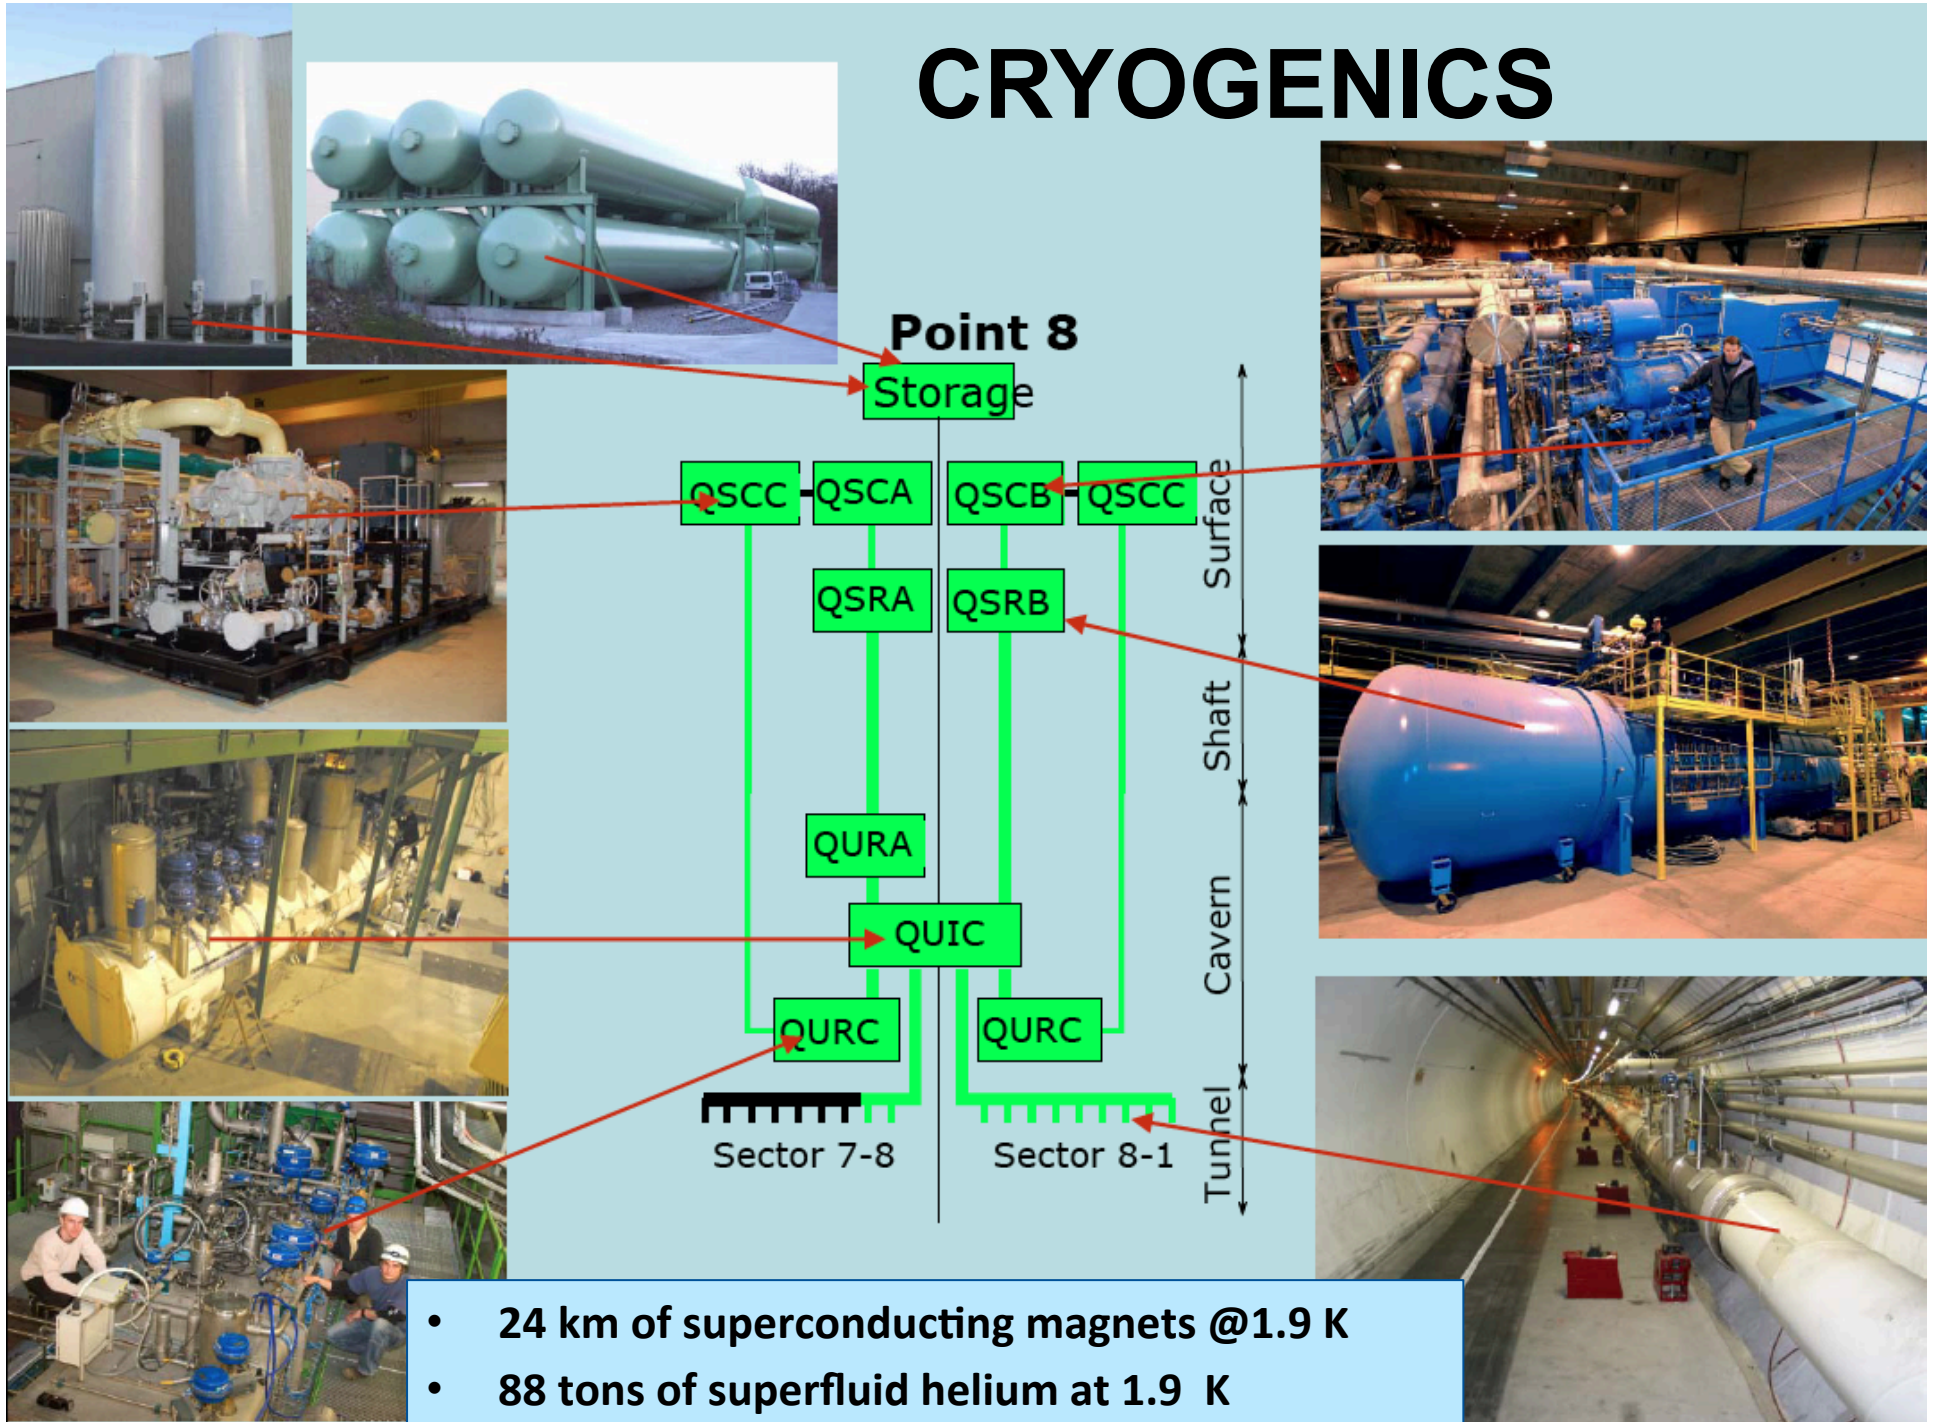 CRYOGENICS
Point 8
Storage
QSCC QSCA QSCB QSCC
QSRA QSRB
QURA
QUIC
QURC QURC
Sector 7-8 Sector 8-1
Surface
Shaft
Cavern
Tunnel
• 24 km of superconducting magnets @1.9 K
• 88 tons of superfluid helium at 1.9 K